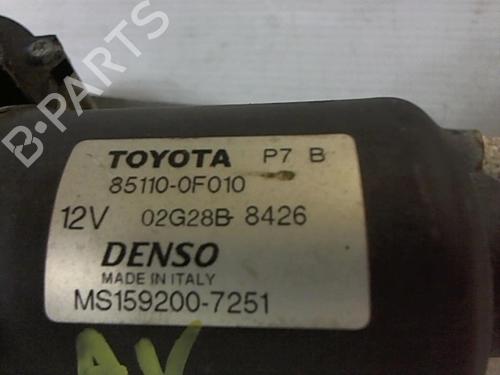 B-PARTS
TOYOTA P7 B
85110-0F010
12V 02G28B 8426
DENSO
MADE IN ITALY
MS159200-7251